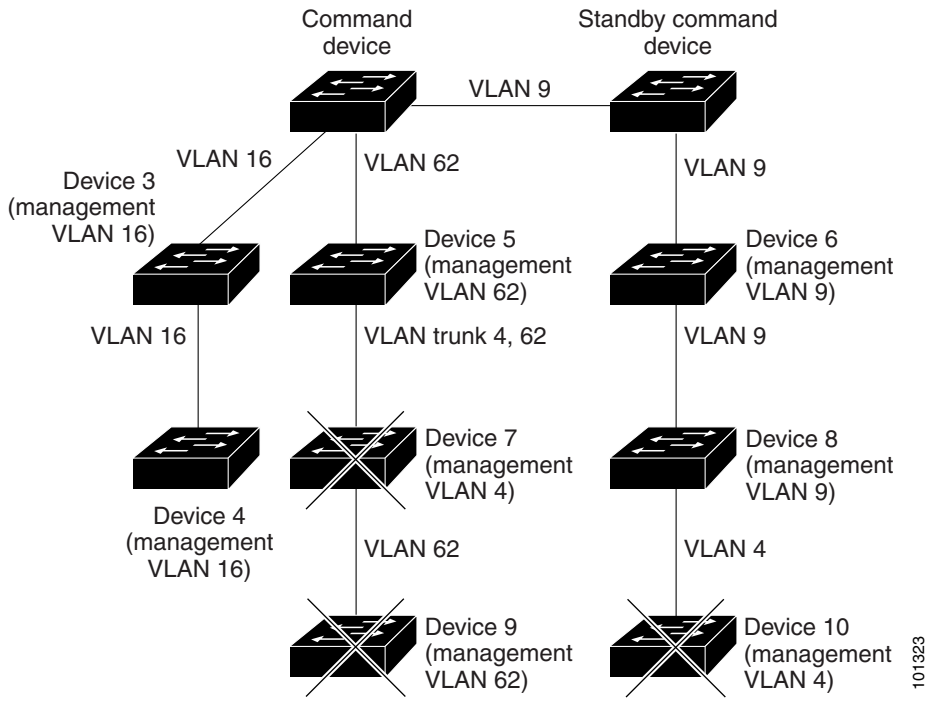 Command
device
Standby command
device
VLAN 9
VLAN 16
VLAN 62
VLAN 9
Device 3
(management
VLAN 16)
Device 5
(management
VLAN 62)
Device 6
(management
VLAN 9)
VLAN 16
VLAN trunk 4, 62
VLAN 9
Device 7
(management
VLAN 4)
Device 8
(management
VLAN 9)
Device 4
(management
VLAN 16)
VLAN 62
VLAN 4
Device 9
(management
VLAN 62)
Device 10
(management
VLAN 4)
101323